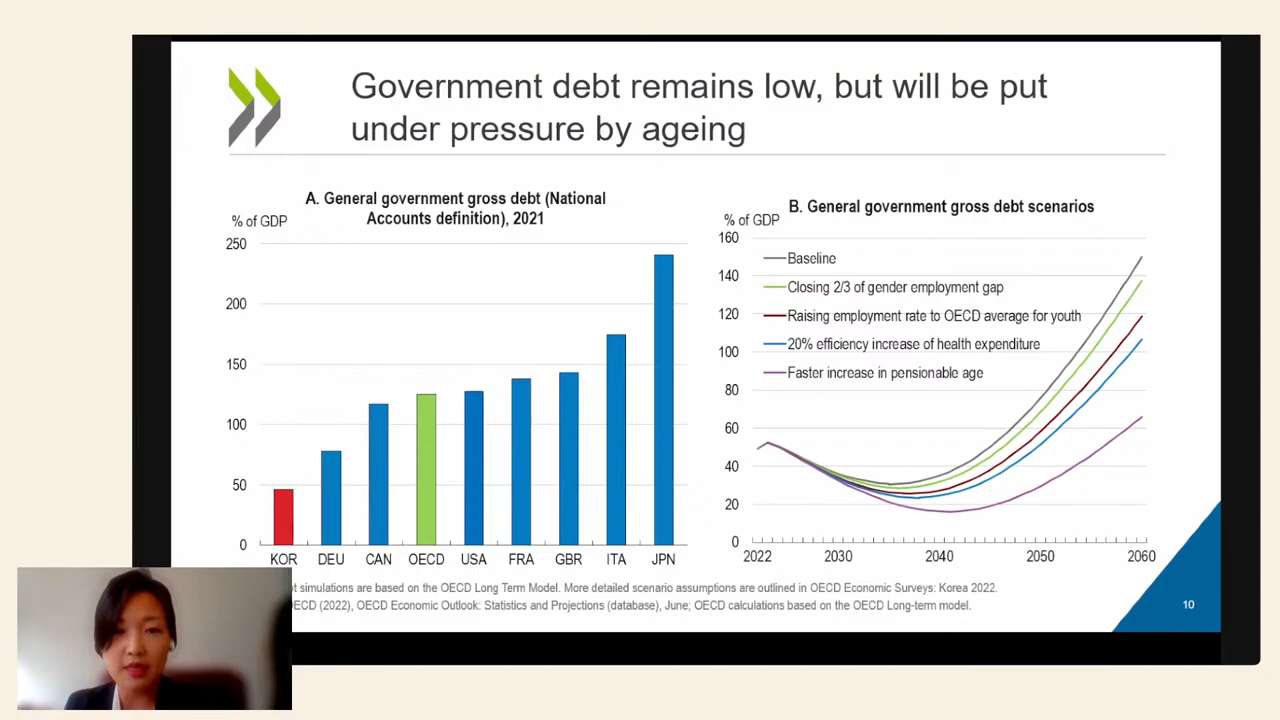 Government debt remains low, but will be put
under pressure by ageing
A. General government gross debt (National
Accounts definition), 2021
% of GDP
250
200
150
100
50
0
KOR DEU CAN OECD USA FRA GBR ITA JPN
B. General government gross debt scenarios
% of GDP
160
140
120
100
80
60
40
20
0
Baseline
Closing 2/3 of gender employment gap
Raising employment rate to OECD average for youth
20% efficiency increase of health expenditure
Faster increase in pensionable age
2022 2030 2040 2050 2060
simulations are based on the OECD Long Term Model. More detailed scenario assumptions are outlined in OECD Economic Surveys: Korea 2022.
(2022), OECD Economic Outlook: Statistics and Projections (database), June; OECD calculations based on the OECD Long-term model.
10